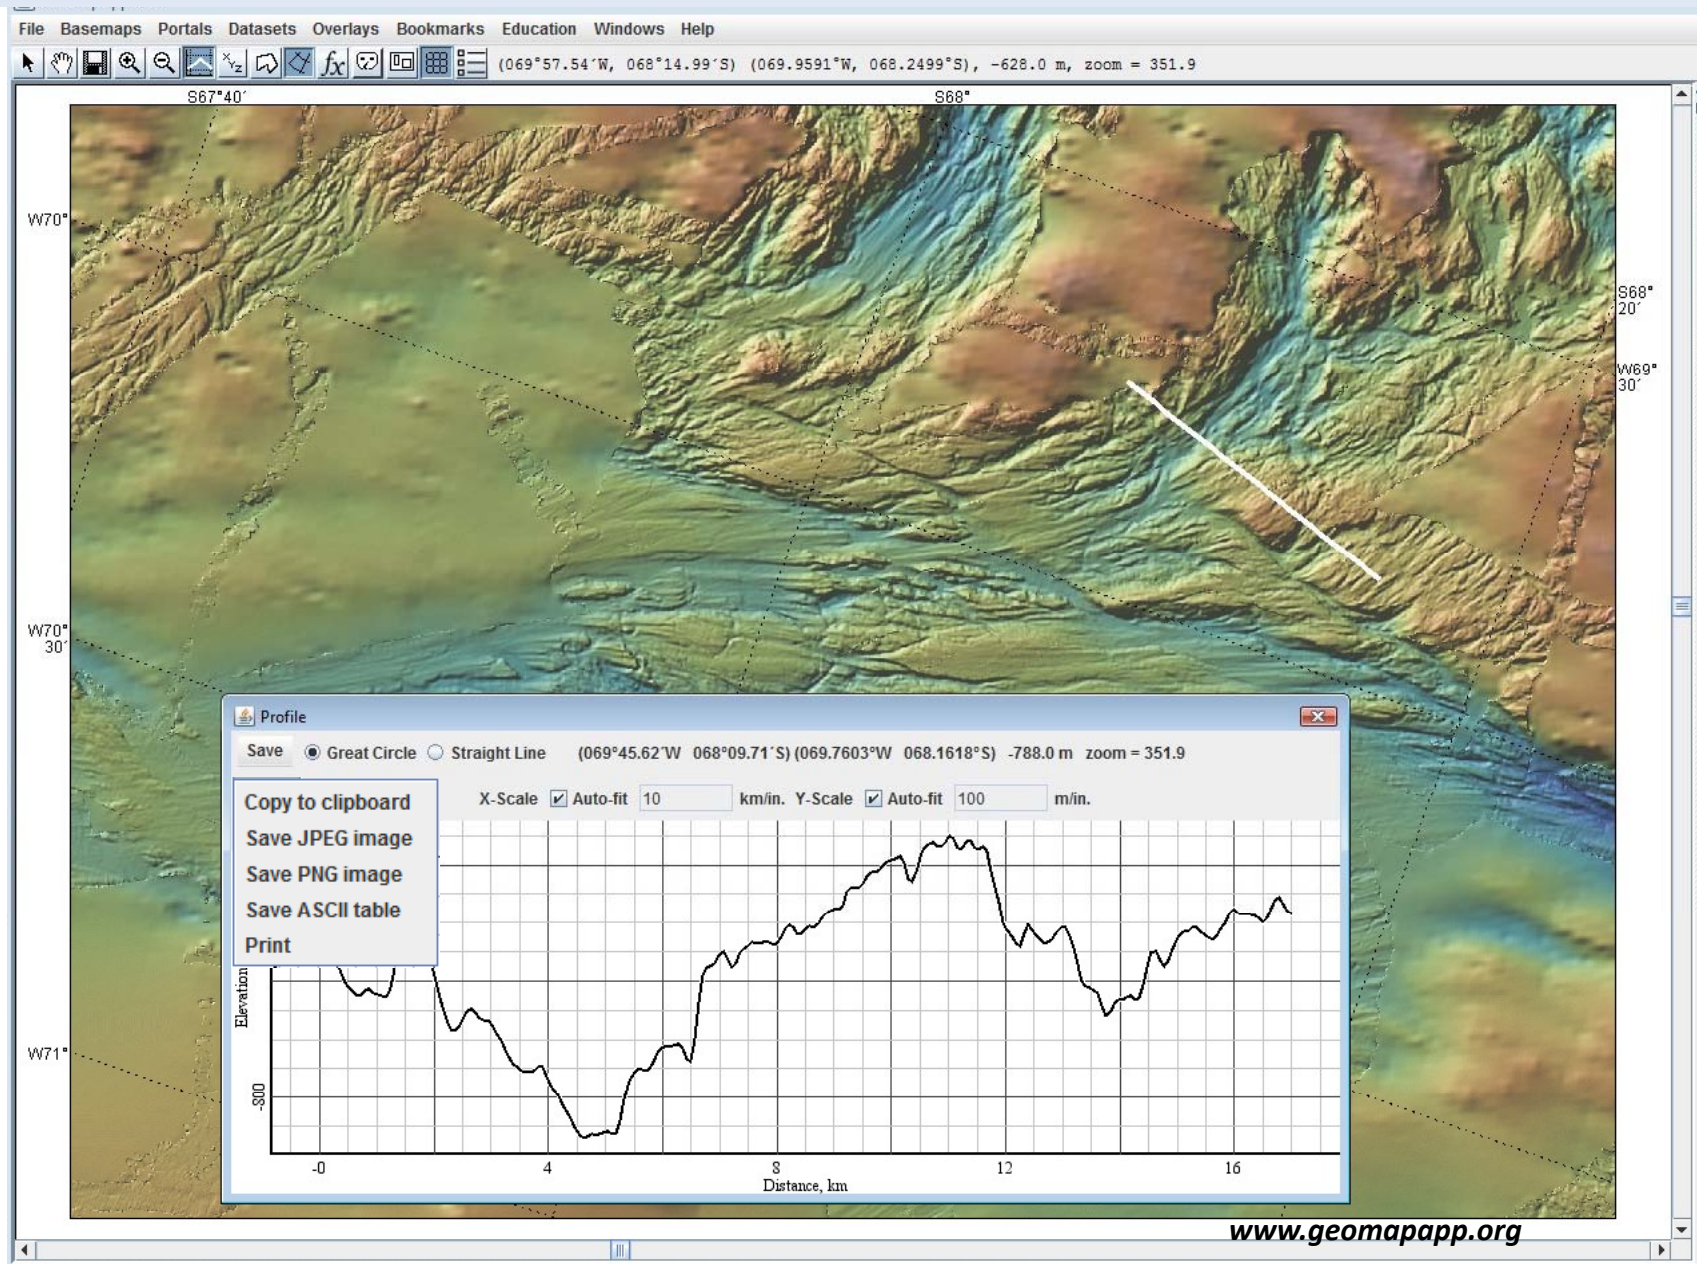 File Basemaps Portals Datasets Overlays Bookmarks Education Windows Help
(069°57.54´W, 068°14.99´S) (069.9591°W, 068.2499°S), -628.0 m, zoom = 351.9
S67°40´
S68°
W70°
S68°
20´
W69°
30´
W70°
30´
W71°
Profile
Save Great Circle Straight Line (069°45.62´W 068°09.71´S) (069.7603°W 068.1618°S) -788.0 m zoom = 351.9
X-Scale Auto-fit 10 km/in. Y-Scale Auto-fit 100 m/in.
Copy to clipboard
Save JPEG image
Save PNG image
Save ASCII table
Print
Elevation
-800
-0 4 8 12 16
Distance, km
www.geomapapp.org